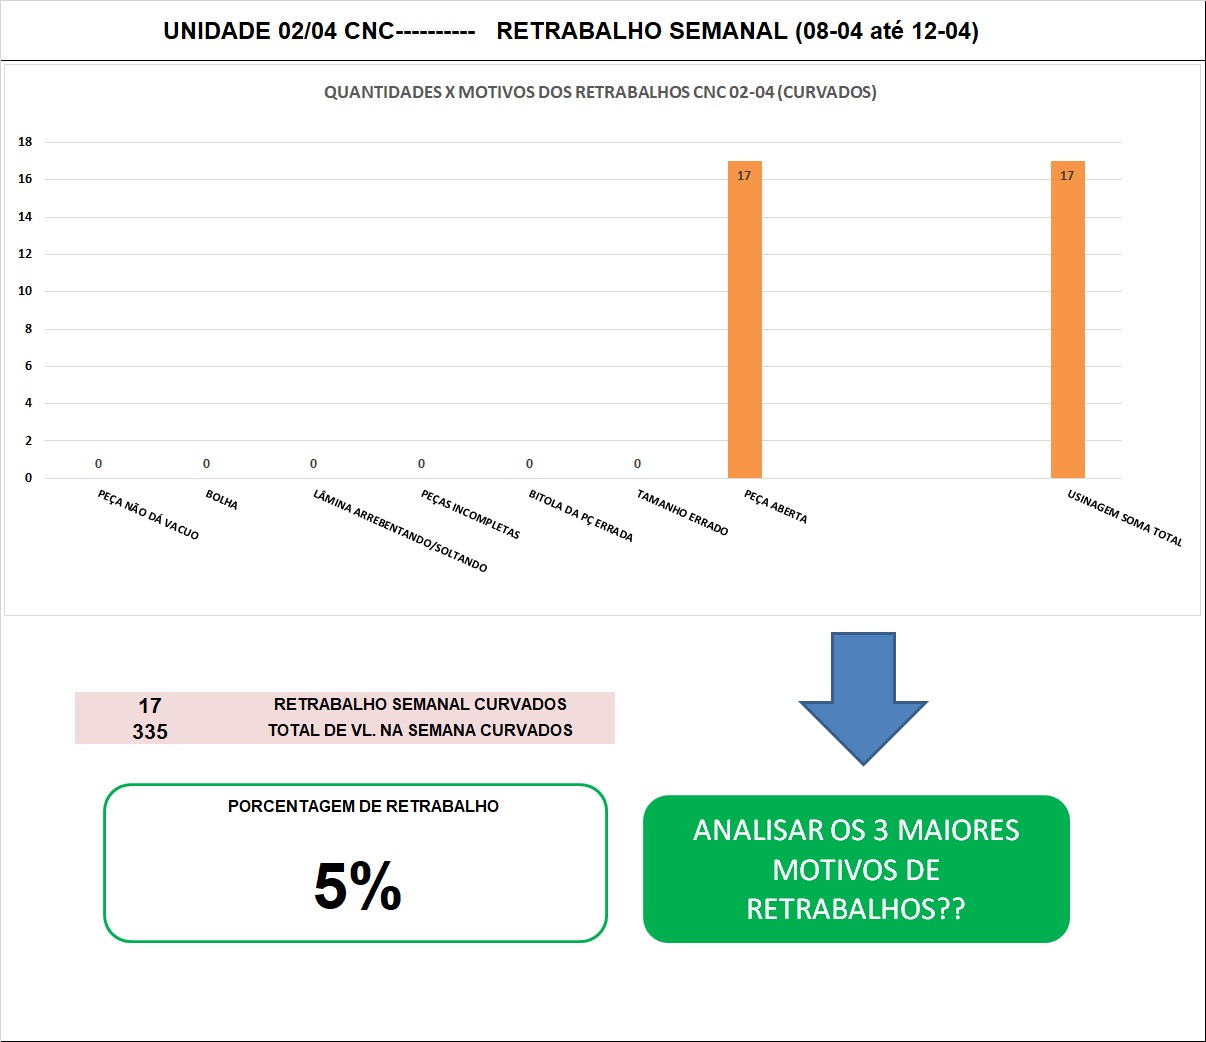 UNIDADE 02/04 CNC---------- RETRABALHO SEMANAL (08-04 até 12-04)
QUANTIDADES X MOTIVOS DOS RETRABALHOS CNC 02-04 (CURVADOS)
18
16
14
12
10
8
6
4
2
0
0
0
0
0
0
0
17
17
PEÇA NÃO DÁ VACUO
BOLHA
LÂMINA ARREBENTANDO/SOLTANDO
PEÇAS INCOMPLETAS
BITOLA DA PÇ ERRADA
TAMANHO ERRADO
PEÇA ABERTA
USINAGEM SOMA TOTAL
17 RETRABALHO SEMANAL CURVADOS
335 TOTAL DE VL. NA SEMANA CURVADOS
PORCENTAGEM DE RETRABALHO
5%
ANALISAR OS 3 MAIORES
MOTIVOS DE
RETRABALHOS??